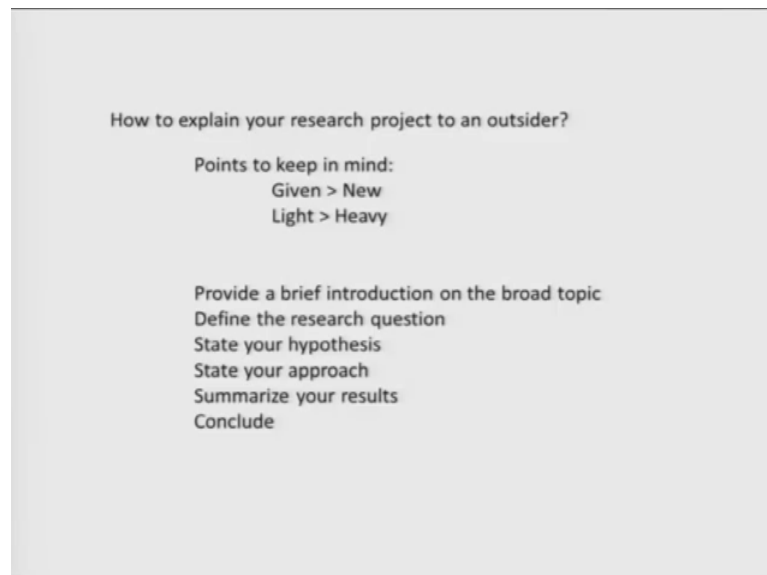 How to explain your research project to an outsider?
Points to keep in mind:
Given > New
Light > Heavy
Provide a brief introduction on the broad topic
Define the research question
State your hypothesis
State your approach
Summarize your results
Conclude